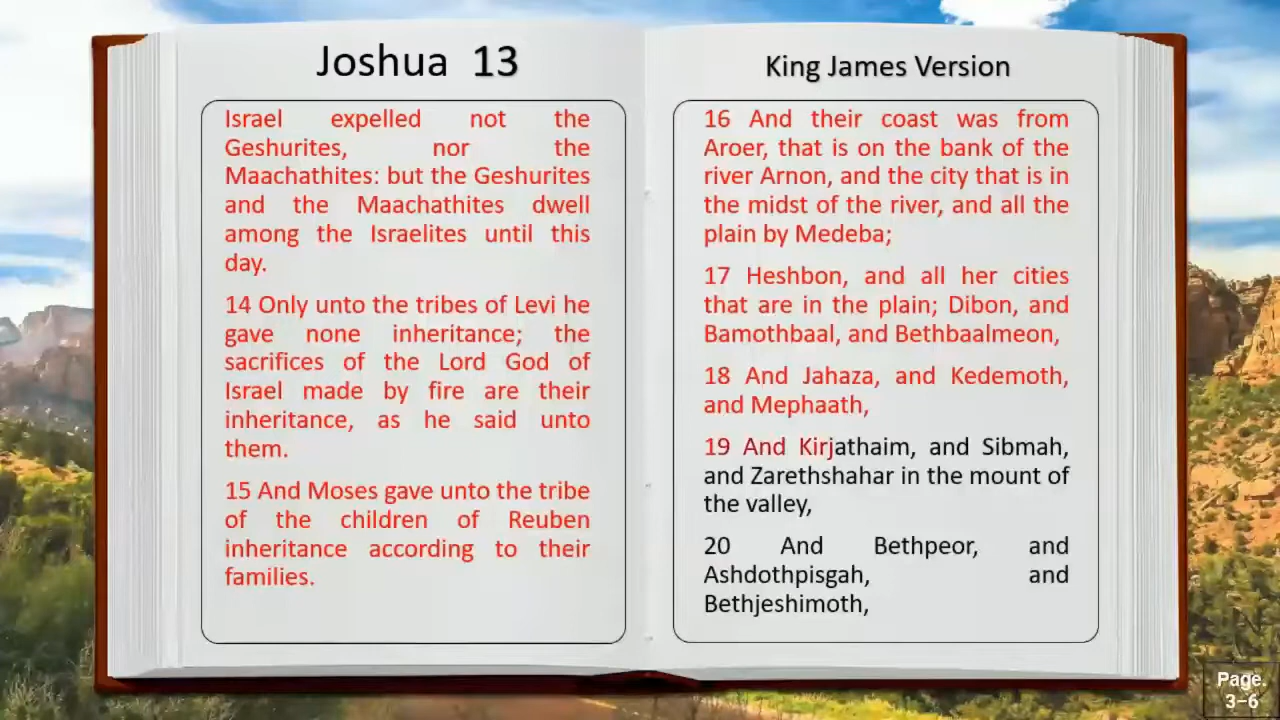 Joshua 13
Israel expelled not the
Geshurites, nor the
Maachathites: but the Geshurites
and the Maachathites dwell
among the Israelites until this
day.
14 Only unto the tribes of Levi he
gave none inheritance; the
sacrifices of the Lord God of
Israel made by fire are their
inheritance, as he said unto
them.
15 And Moses gave unto the tribe
of the children of Reuben
inheritance according to their
families.
King James Version
16 And their coast was from
Aroer, that is on the bank of the
river Arnon, and the city that is in
the midst of the river, and all the
plain by Medeba;
17 Heshbon, and all her cities
that are in the plain; Dibon, and
Bamothbaal, and Bethbaalmeon,
18 And Jahaza, and Kedemoth,
and Mephaath,
19 And Kirjathaim, and Sibmah,
and Zarethshahar in the mount of
the valley,
20 And Bethpeor, and
Ashdothpisgah, and
Bethjeshimoth,
Page.
3-6